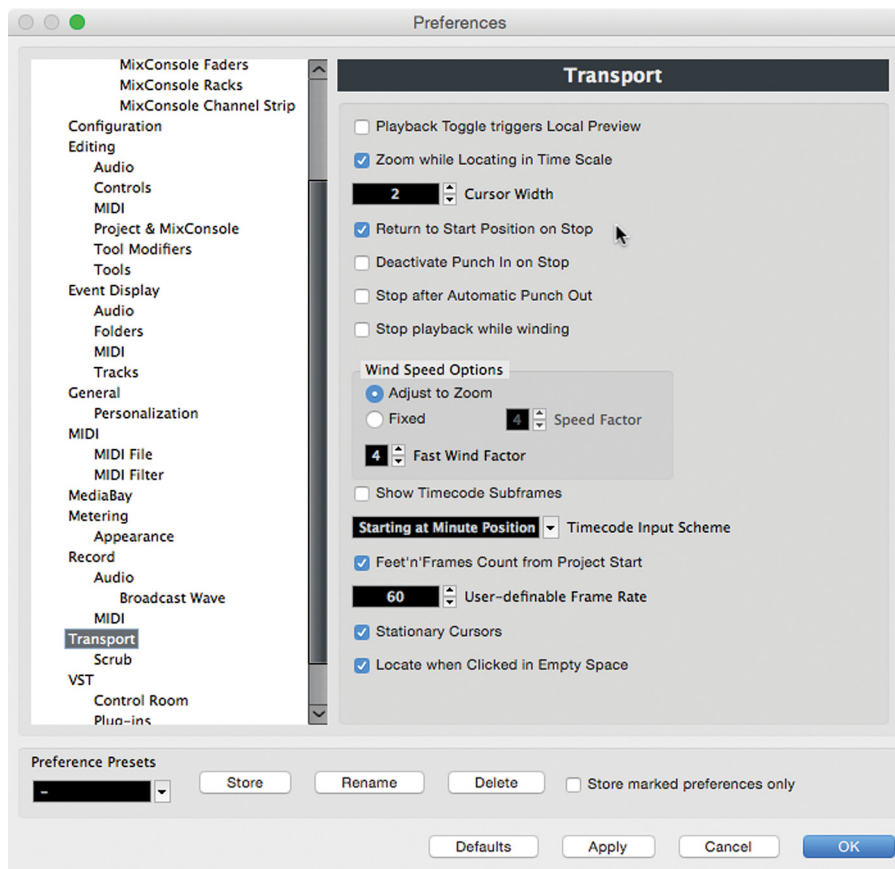 Preferences
MixConsole Faders
MixConsole Racks
MixConsole Channel Strip
Configuration
Editing
Audio
Controls
MIDI
Project & MixConsole
Tool Modifiers
Tools
Event Display
Audio
Folders
MIDI
Tracks
General
Personalization
MIDI
MIDI File
MIDI Filter
MediaBay
Metering
Appearance
Record
Audio
Broadcast Wave
MIDI
Transport
Scrub
VST
Control Room
Plug-ins
Transport
Playback Toggle triggers Local Preview
Zoom while Locating in Time Scale
2 Cursor Width
Return to Start Position on Stop
Deactivate Punch In on Stop
Stop after Automatic Punch Out
Stop playback while winding
Wind Speed Options
Adjust to Zoom
Fixed 4 Speed Factor
4 Fast Wind Factor
Show Timecode Subframes
Starting at Minute Position Timecode Input Scheme
Feet'n'Frames Count from Project Start
60 User-definable Frame Rate
Stationary Cursors
Locate when Clicked in Empty Space
Preference Presets
– Store Rename Delete Store marked preferences only
Defaults Apply Cancel OK